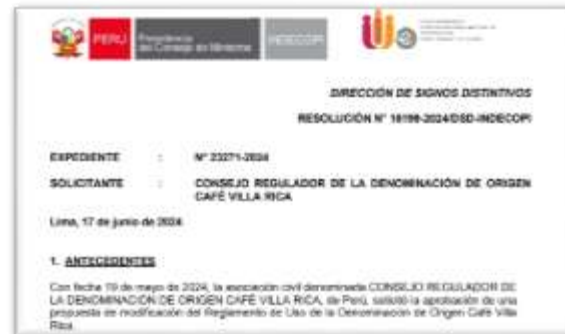 PERÚ
Presidencia
del Consejo de Ministros
INDECOPI
DIRECCIÓN DE SIGNOS DISTINTIVOS
RESOLUCIÓN N° -2024/DSD-INDECOPI
EXPEDIENTE : N° 23271-2024
SOLICITANTE : CONSEJO REGULADOR DE LA DENOMINACIÓN DE ORIGEN
CAFÉ VILLA RICA
Lima, 17 de junio de 2024
1. ANTECEDENTES
Con fecha 19 de mayo de 2024, la asociación civil denominada CONSEJO REGULADOR DE
LA DENOMINACIÓN DE ORIGEN CAFÉ VILLA RICA, de Perú, solicitó la aprobación de una
propuesta de modificación del Reglamento de Uso de la Denominación de Origen Café Villa
Rica.